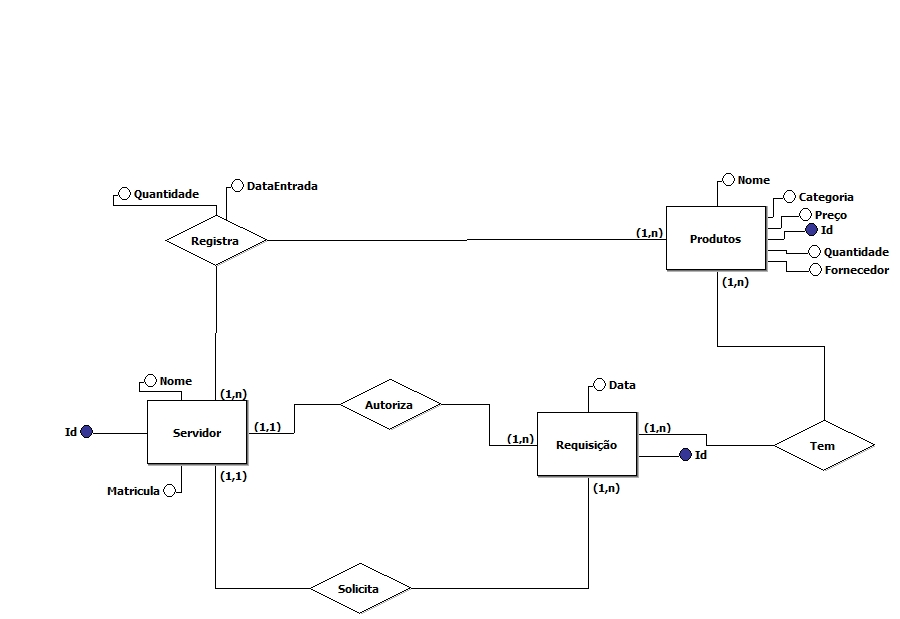 Nome
Quantidade
DataEntrada
Categoria
Preço
Id
Registra
(1,n)
Produtos
Quantidade
Fornecedor
(1,n)
Nome
(1,n)
Data
Autoriza
Id
Servidor
(1,1)
(1,n)
Requisição
(1,n)
Id
Tem
(1,1)
Matricula
(1,n)
Solicita